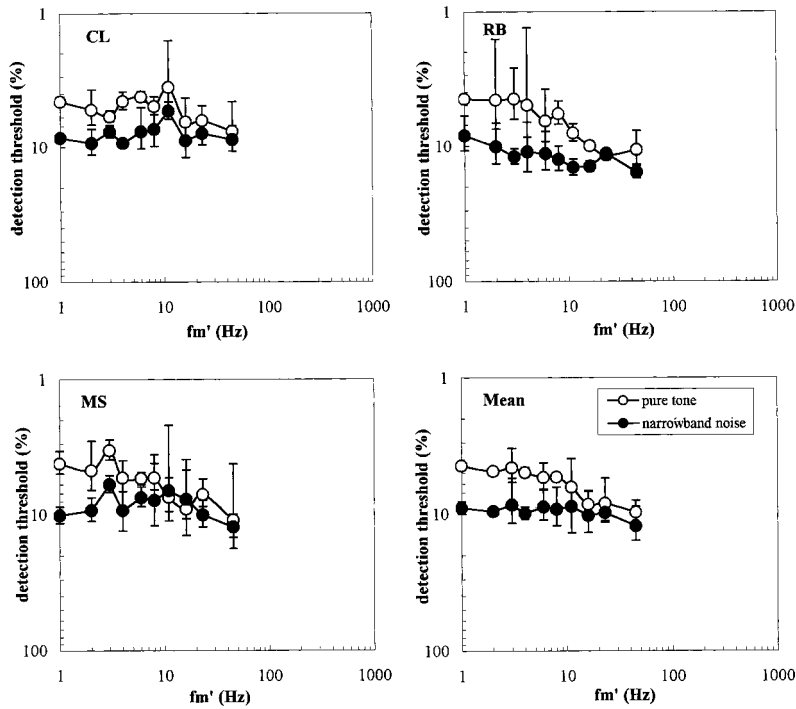 1
CL
10
100
detection threshold (%)
1 10 100 1000
fm' (Hz)
1
RB
10
100
detection threshold (%)
1 10 100 1000
fm' (Hz)
1
MS
10
100
detection threshold (%)
1 10 100 1000
fm' (Hz)
1
Mean
pure tone
narrowband noise
10
100
detection threshold (%)
1 10 100 1000
fm' (Hz)